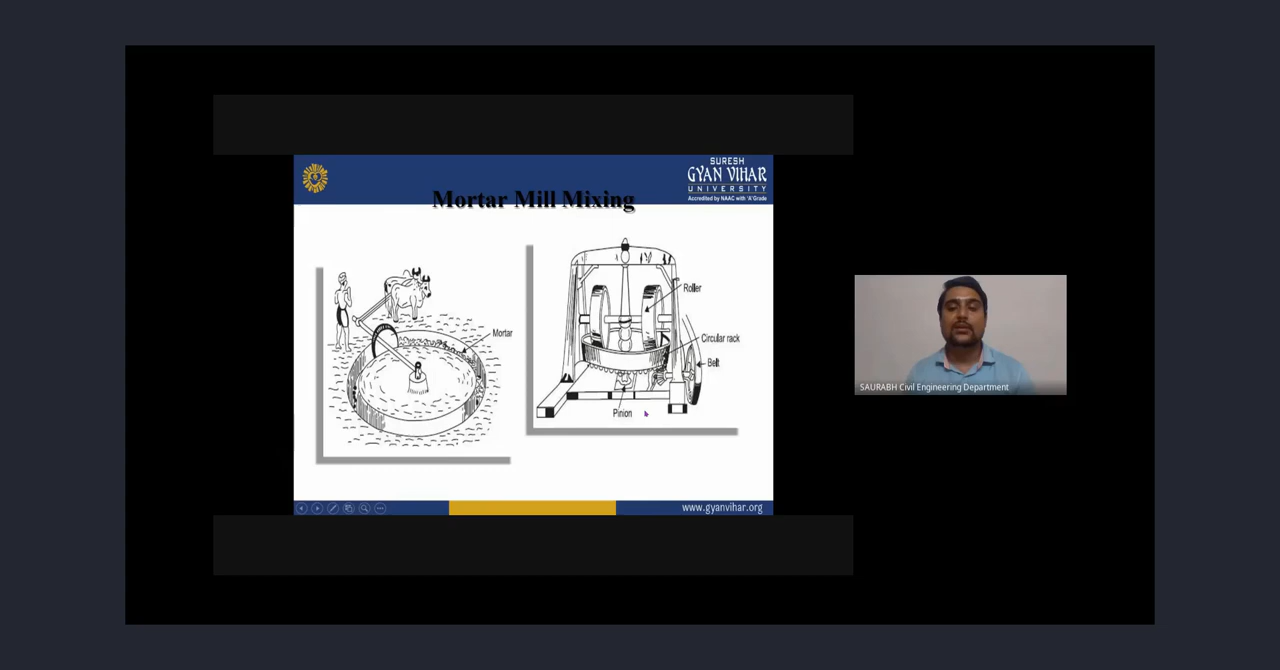 SURESH
GYAN VIHAR
UNIVERSITY
Accredited by NAAC with 'A' Grade
Mortar Mill Mixing
Mortar
Roller
Circular rack
Belt
Pinion
www.gyanvihar.org
SAURABH Civil Engineering Department